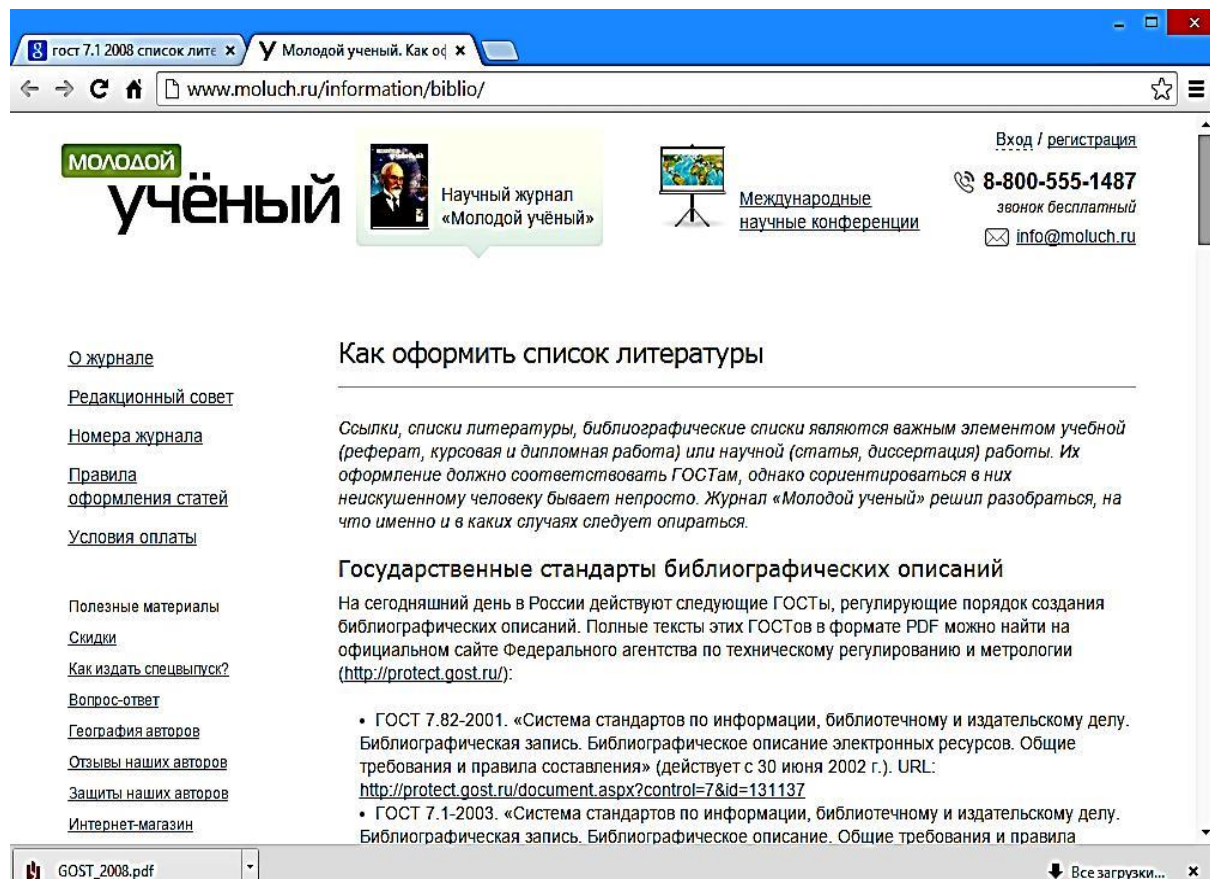 гост 7.1 2008 список лите
Молодой ученый. Как оф
www.moluch.ru/information/biblio/
молодой
учёный
Научный журнал
«Молодой учёный»
Международные
научные конференции
Вход / регистрация
8-800-555-1487
звонок бесплатный
info@moluch.ru
О журнале
Редакционный совет
Номера журнала
Правила
оформления статей
Условия оплаты
Полезные материалы
Скидки
Как издать спецвыпуск?
Вопрос-ответ
География авторов
Отзывы наших авторов
Защиты наших авторов
Интернет-магазин
Как оформить список литературы
Ссылки, списки литературы, библиографические списки являются важным элементом учебной
(реферат, курсовая и дипломная работа) или научной (статья, диссертация) работы. Их
оформление должно соответствовать ГОСТам, однако сориентироваться в них
неискушенному человеку бывает непросто. Журнал «Молодой ученый» решил разобраться, на
что именно и в каких случаях следует опираться.
Государственные стандарты библиографических описаний
На сегодняшний день в России действуют следующие ГОСТы, регулирующие порядок создания
библиографических описаний. Полные тексты этих ГОСТов в формате PDF можно найти на
официальном сайте Федерального агентства по техническому регулированию и метрологии
(http://protect.gost.ru/):
• ГОСТ 7.82-2001. «Система стандартов по информации, библиотечному и издательскому делу.
Библиографическая запись. Библиографическое описание электронных ресурсов. Общие
требования и правила составления» (действует с 30 июня 2002 г.). URL:
http://protect.gost.ru/document.aspx?control=7&id=131137
• ГОСТ 7.1-2003. «Система стандартов по информации, библиотечному и издательскому делу.
Библиографическая запись. Библиографическое описание. Общие требования и правила
GOST_2008.pdf
Все загрузки...